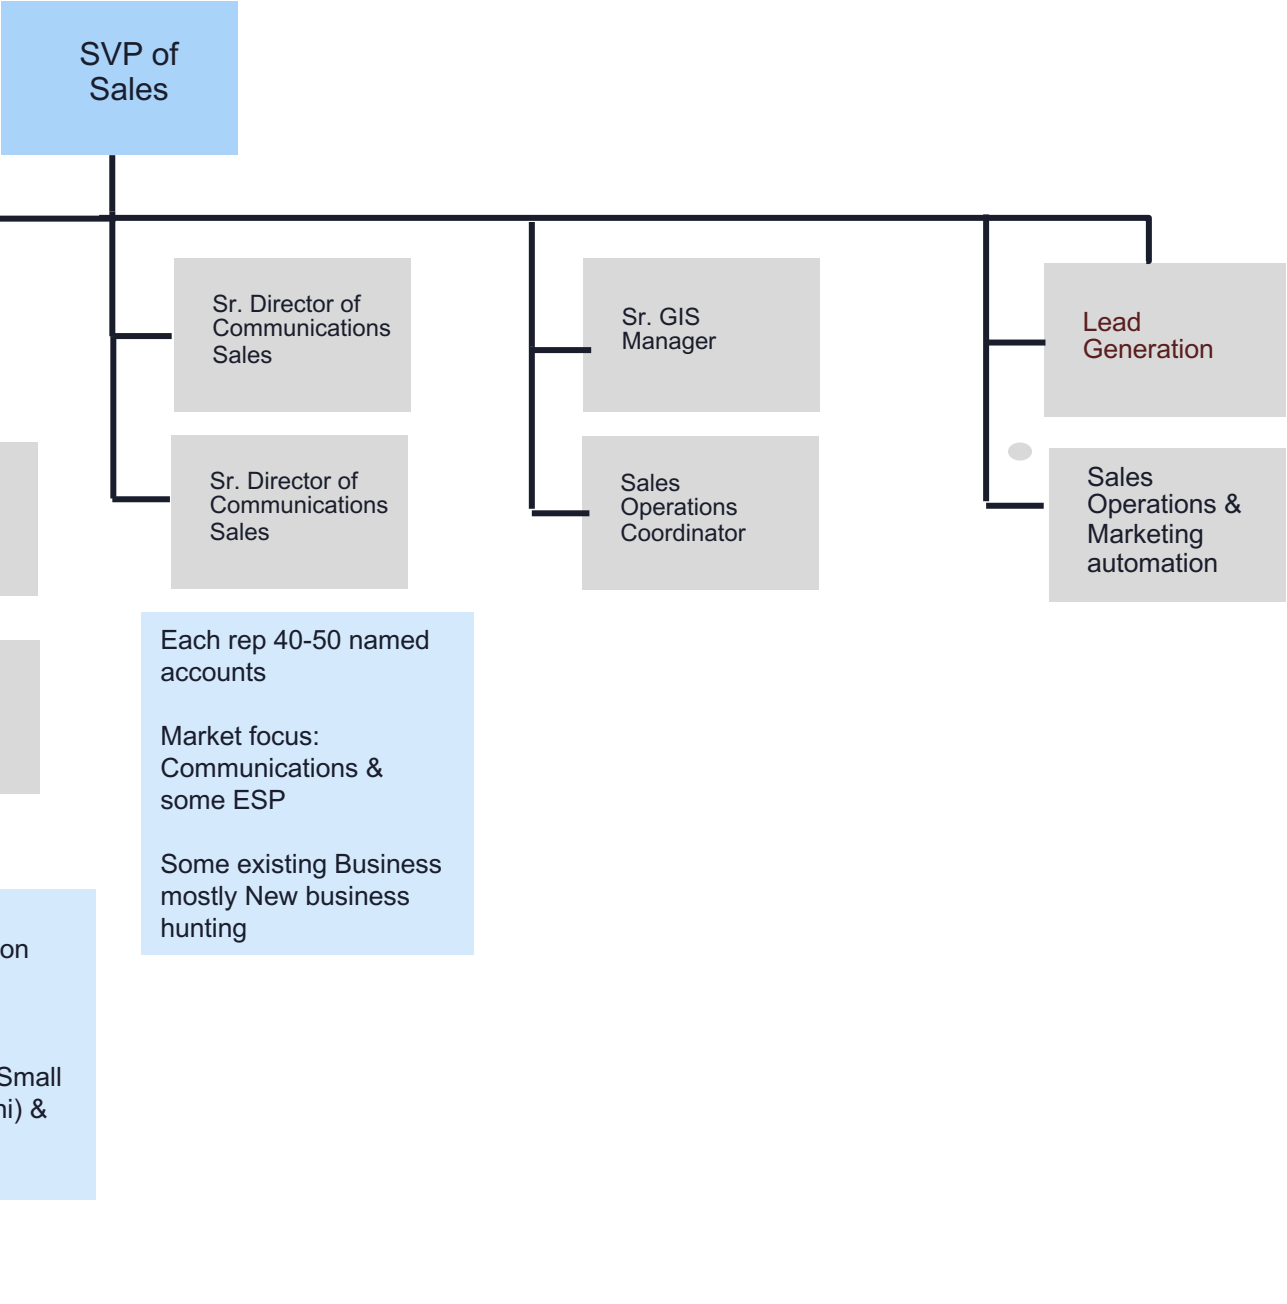 SVP of
Sales
Sr. Director of
Communications
Sales
Sr. GIS
Manager
Lead
Generation
Sr. Director of
Communications
Sales
Sales
Operations
Coordinator
Sales
Operations &
Marketing
automation
Each rep 40-50 named
accounts
Market focus:
Communications &
some ESP
Some existing Business
mostly New business
hunting
on
Small
&